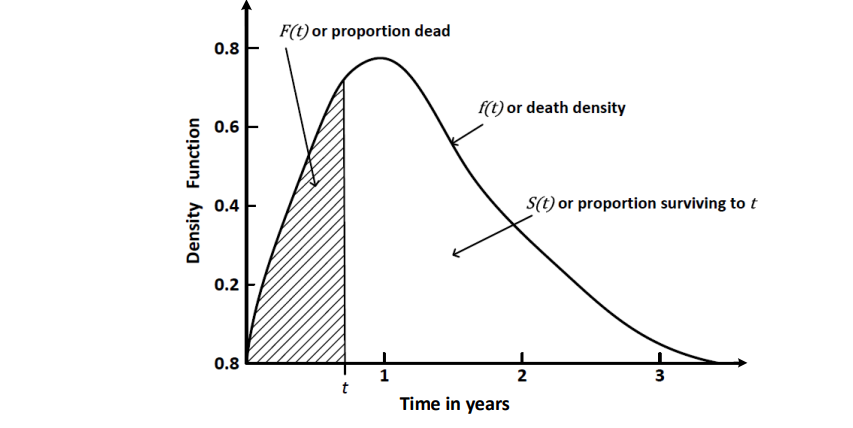 F(t) or proportion dead
0.8
f(t) or death density
0.6
S(t) or proportion surviving to t
0.4
0.2
0.8
Density Function
t
1
2
3
Time in years